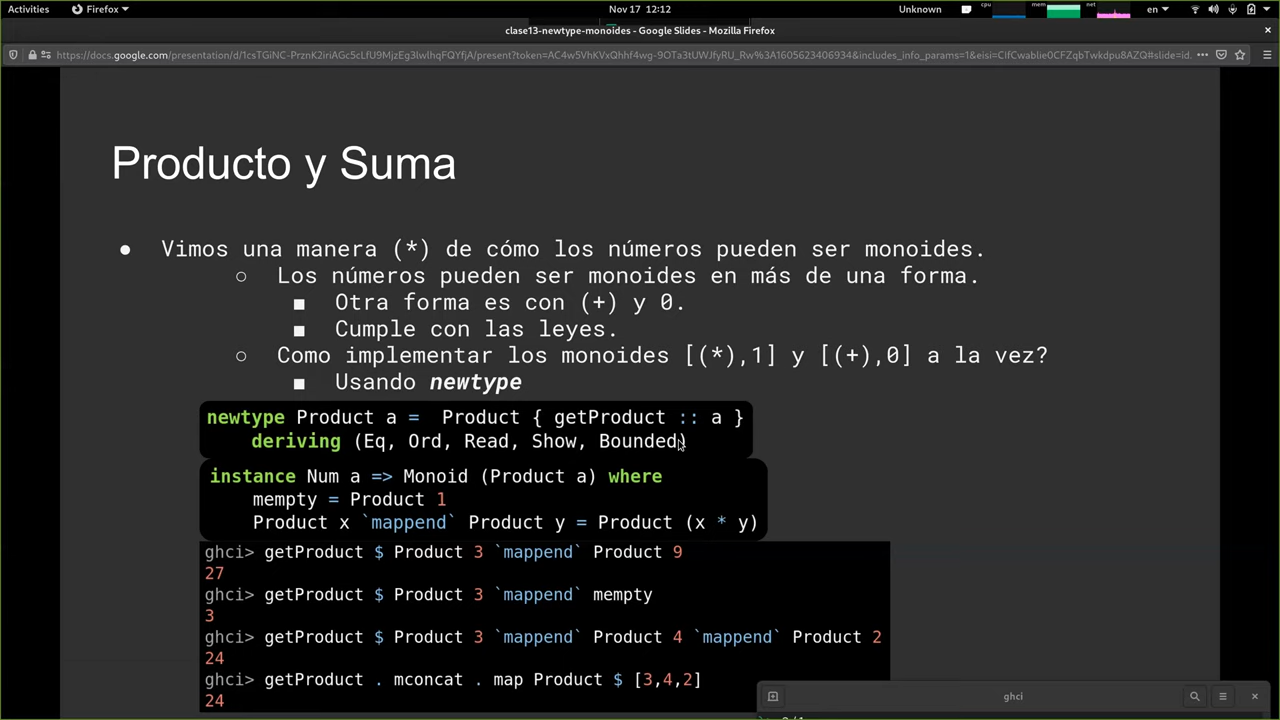 Activities
Firefox
Nov 17 12:12
Unknown
cpu
mem
net
en
clase13-newtype-monoides - Google Slides - Mozilla Firefox
Producto y Suma
● Vimos una manera (*) de cómo los números pueden ser monoides.
○ Los números pueden ser monoides en más de una forma.
■ Otra forma es con (+) y 0.
■ Cumple con las leyes.
○ Como implementar los monoides [(*),1] y [(+),0] a la vez?
■ Usando newtype
newtype Product a = Product { getProduct :: a }
deriving (Eq, Ord, Read, Show, Bounded)
instance Num a => Monoid (Product a) where
mempty = Product 1
Product x `mappend` Product y = Product (x * y)
ghci> getProduct $ Product 3 `mappend` Product 9
27
ghci> getProduct $ Product 3 `mappend` mempty
3
ghci> getProduct $ Product 3 `mappend` Product 4 `mappend` Product 2
24
ghci> getProduct . mconcat . map Product $ [3,4,2]
24
ghci